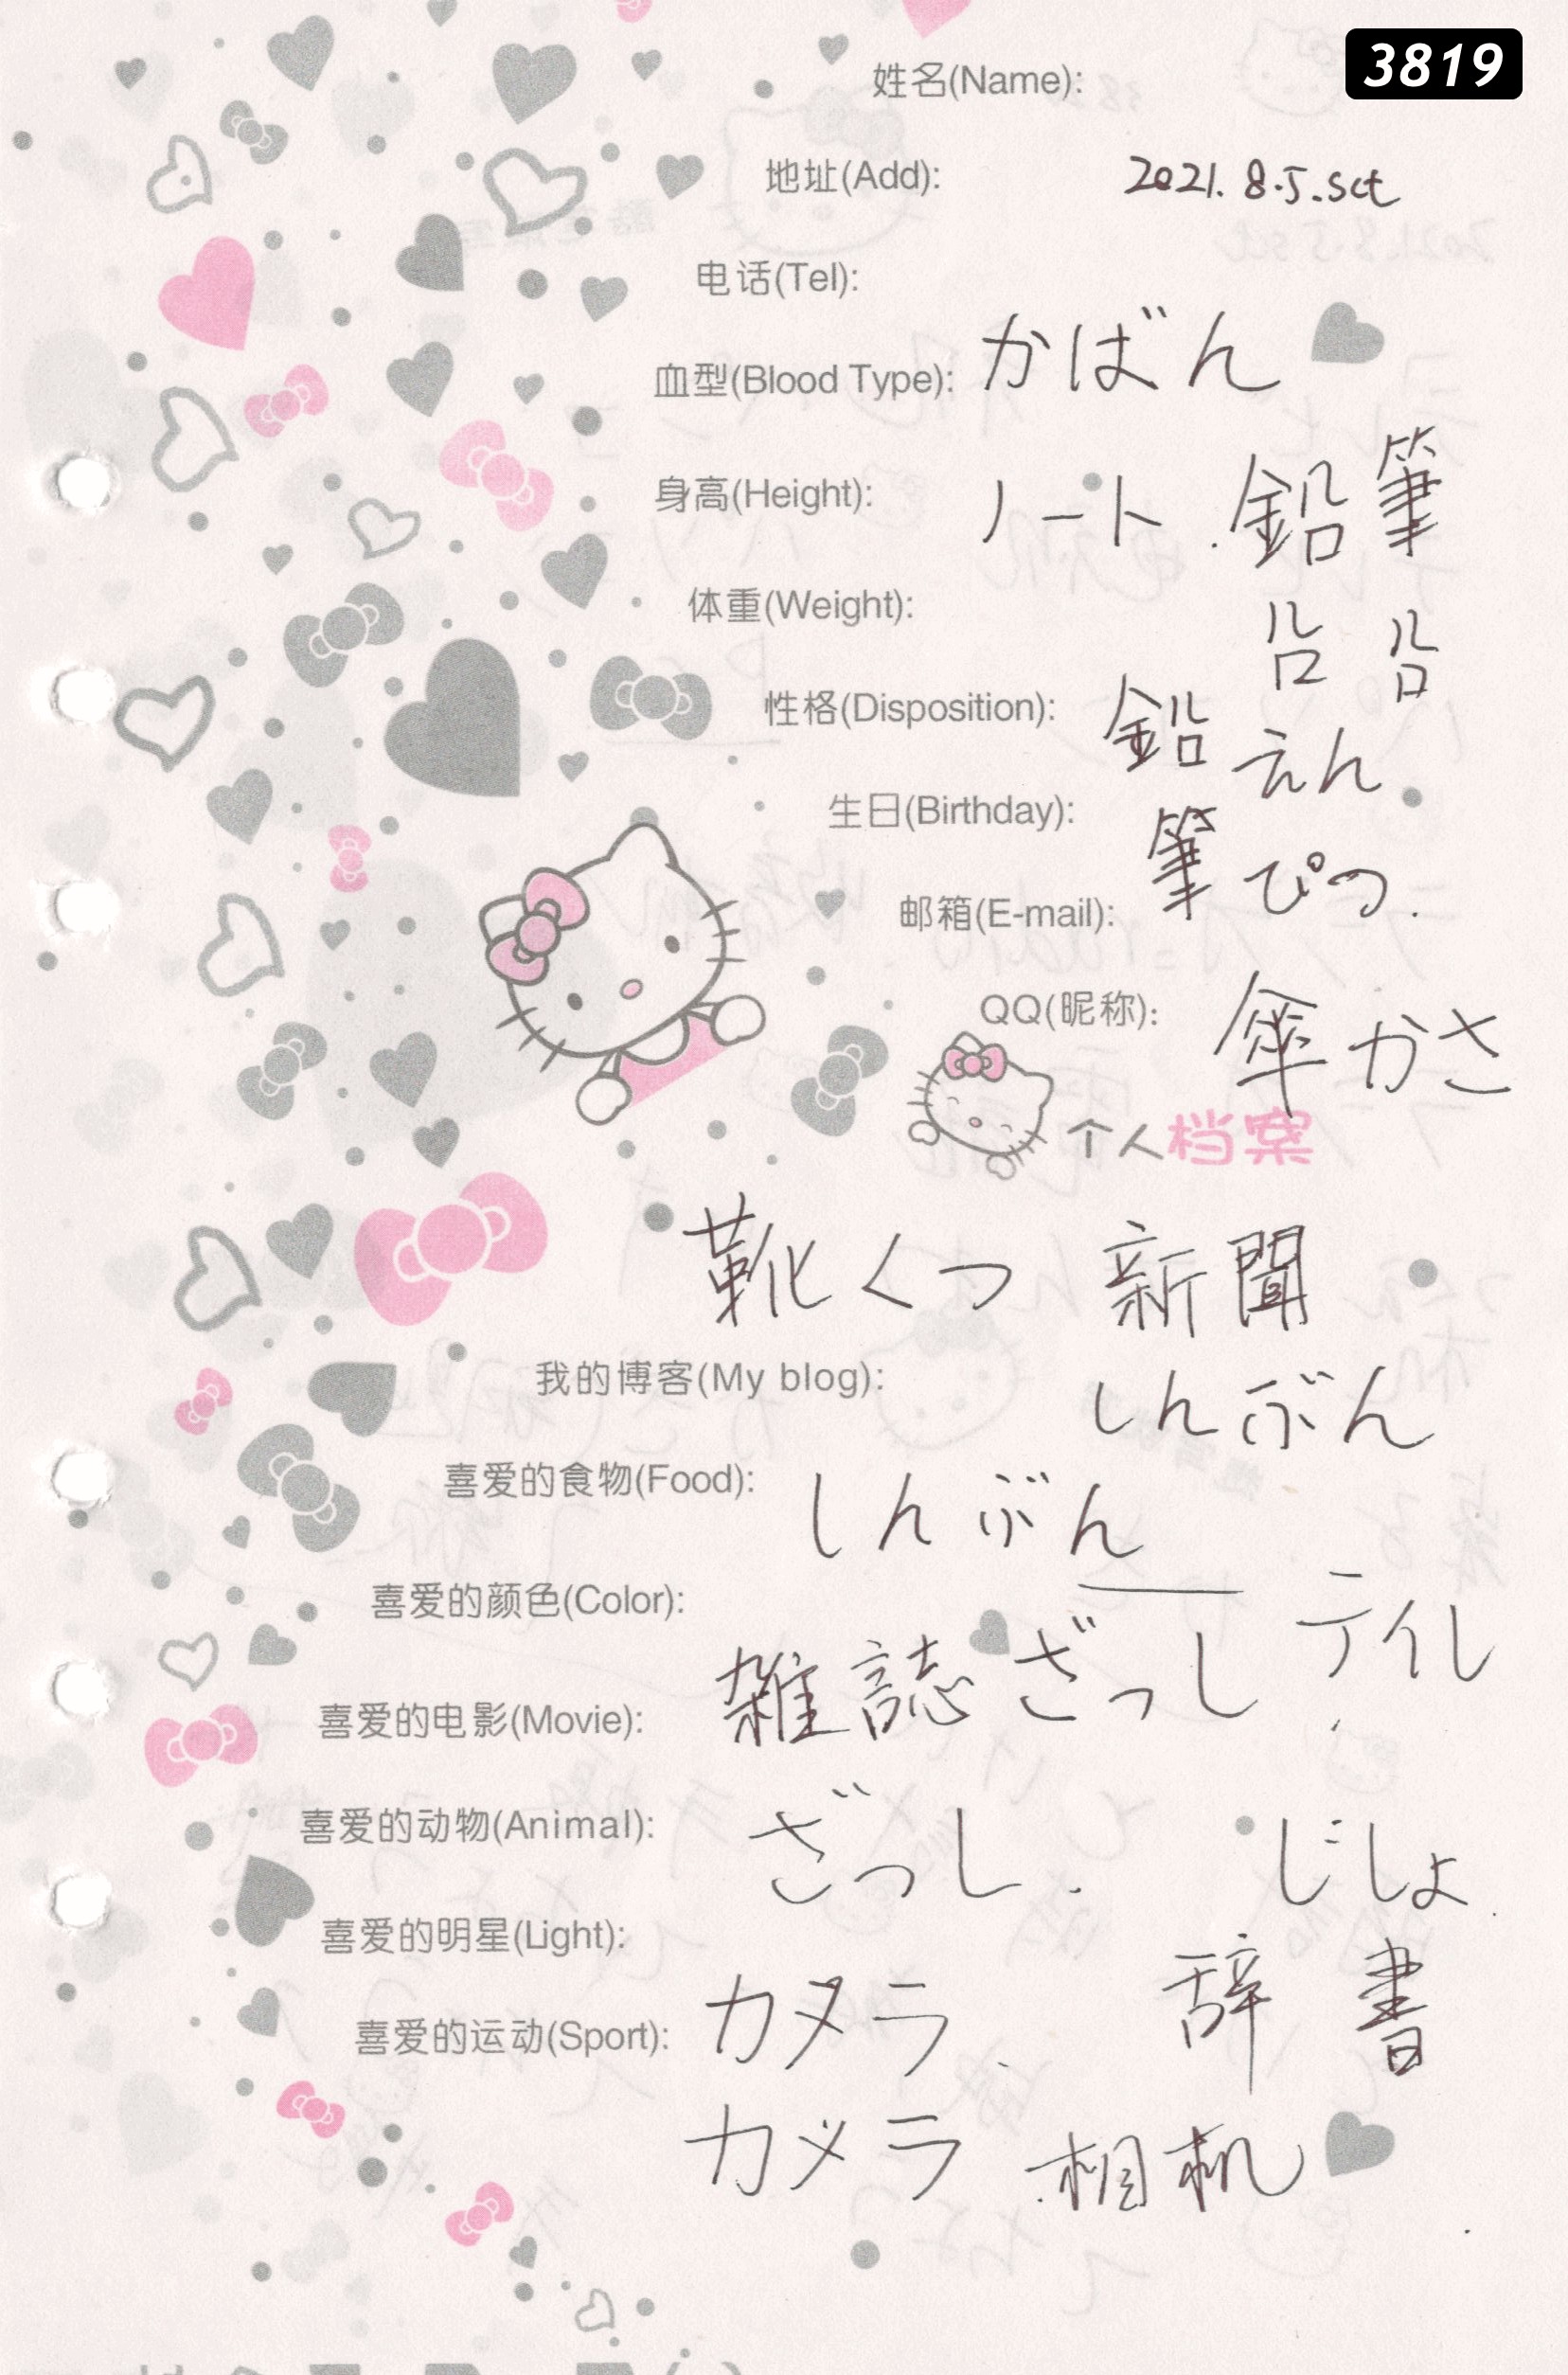 3819
姓名(Name):
地址(Add): 2021.8.5.sct
电话(Tel):
血型(Blood Type): かばん
身高(Height): ノート.鉛筆
体重(Weight): 㕣 㕣
性格(Disposition): 鉛 えん
生日(Birthday):
筆 ぴつ.
邮箱(E-mail):
QQ(昵称): 傘 かさ
个人档案
靴 くつ 新聞
我的博客(My blog): しんぶん
喜爱的食物(Food): しんぶん
喜爱的颜色(Color):
喜爱的电影(Movie): 雑誌 ざっし
喜爱的动物(Animal): ざっし. じしょ.
喜爱的明星(Light):
喜爱的运动(Sport): カメラ. 辞書
カメラ.相机